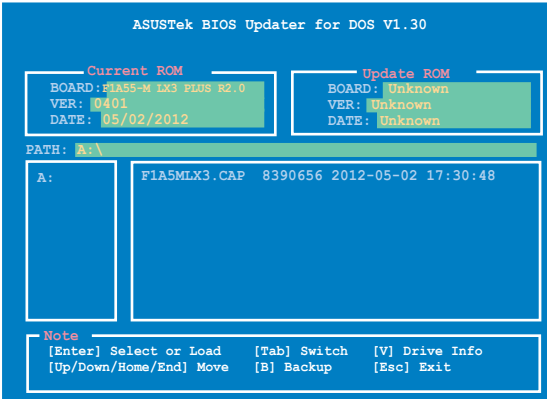 ASUSTek BIOS Updater for DOS V1.30
Current ROM
BOARD: F1A55-M LX3 PLUS R2.0
VER: 0401
DATE: 05/02/2012
Update ROM
BOARD: Unknown
VER: Unknown
DATE: Unknown
PATH: A:\
A:
F1A5MLX3.CAP 8390656 2012-05-02 17:30:48
Note
[Enter] Select or Load [Tab] Switch [V] Drive Info
[Up/Down/Home/End] Move [B] Backup [Esc] Exit